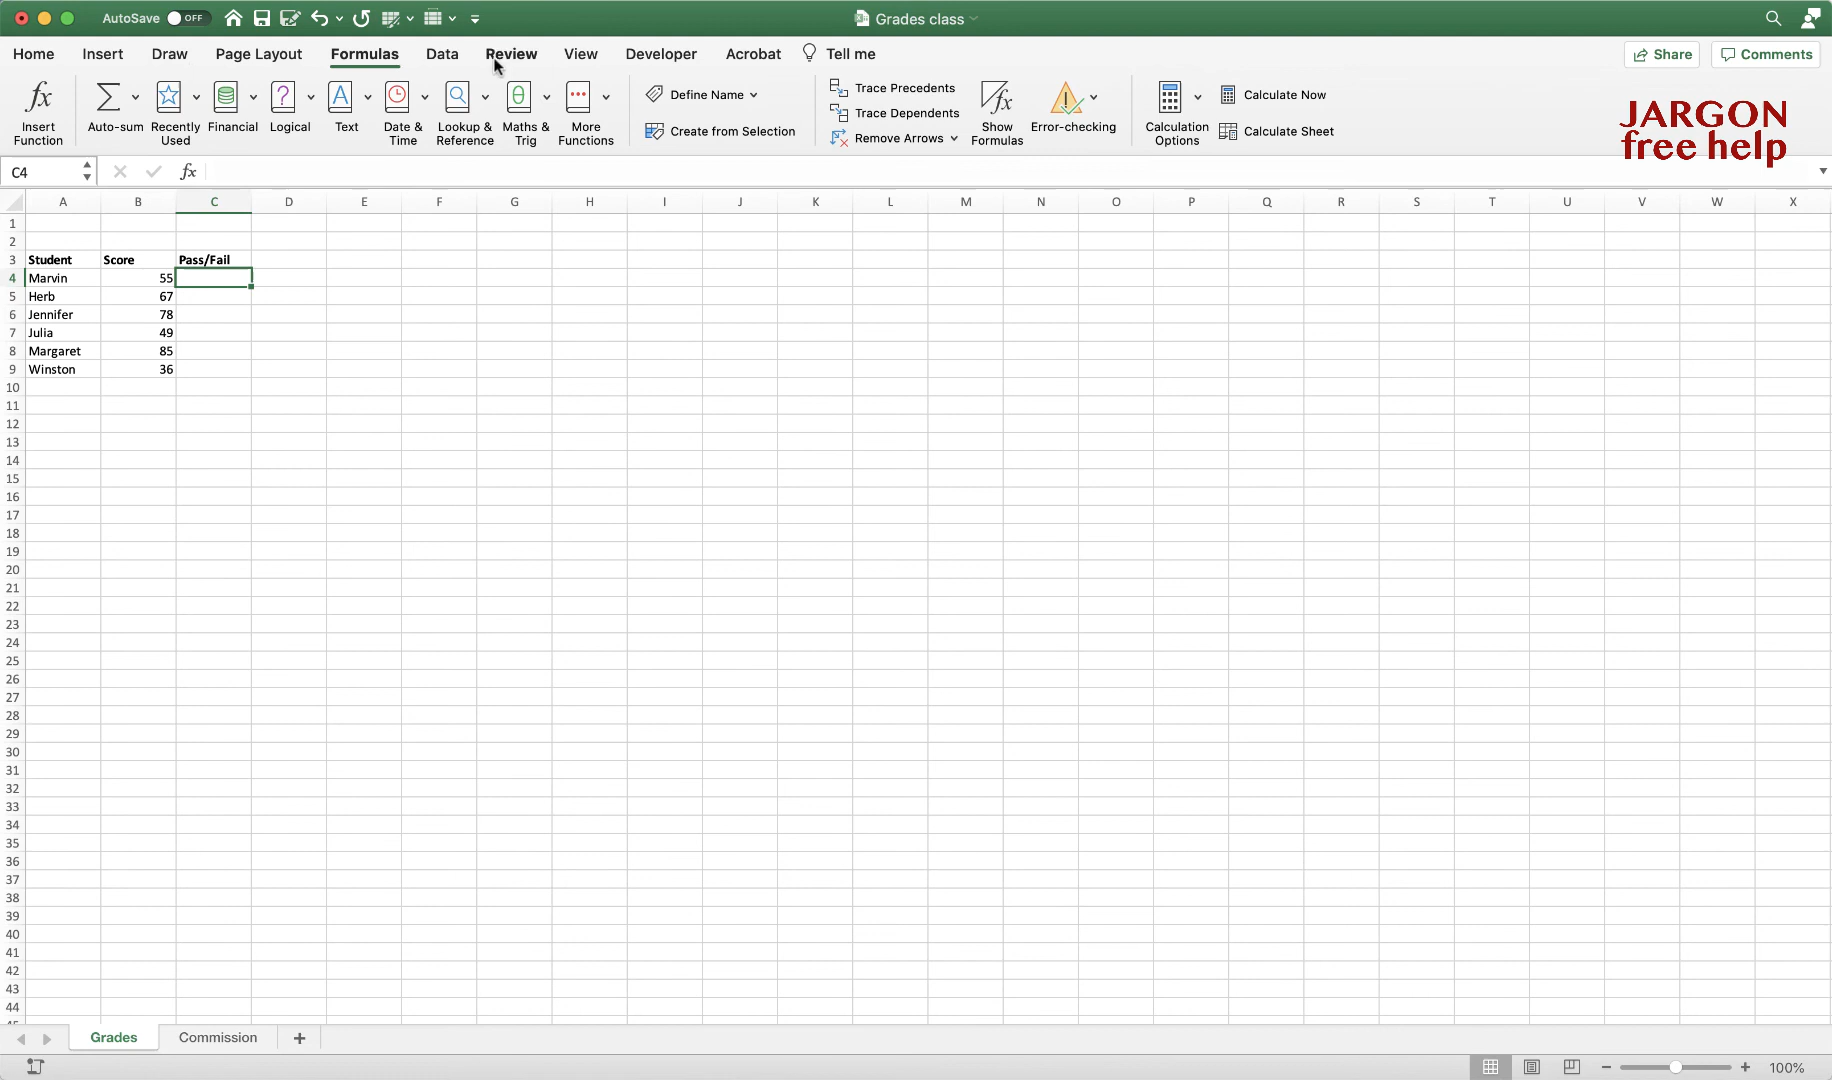 AutoSave OFF Grades class
Home Insert Draw Page Layout Formulas Data Review View Developer Acrobat Tell me Share Comments
Insert Function
Auto-sum
Recently Used
Financial
Logical
Text
Date & Time
Lookup & Reference
Maths & Trig
More Functions
Define Name
Create from Selection
Trace Precedents
Trace Dependents
Remove Arrows
Show Formulas
Error-checking
Calculation Options
Calculate Now
Calculate Sheet
JARGON
free help
C4 fx
A B C D E F G H I J K L M N O P Q R S T U V W X
1
2
3 Student Score Pass/Fail
4 Marvin 55
5 Herb 67
6 Jennifer 78
7 Julia 49
8 Margaret 85
9 Winston 36
10
11
12
13
14
15
16
17
18
19
20
21
22
23
24
25
26
27
28
29
30
31
32
33
34
35
36
37
38
39
40
41
42
43
44
Grades Commission +
100%